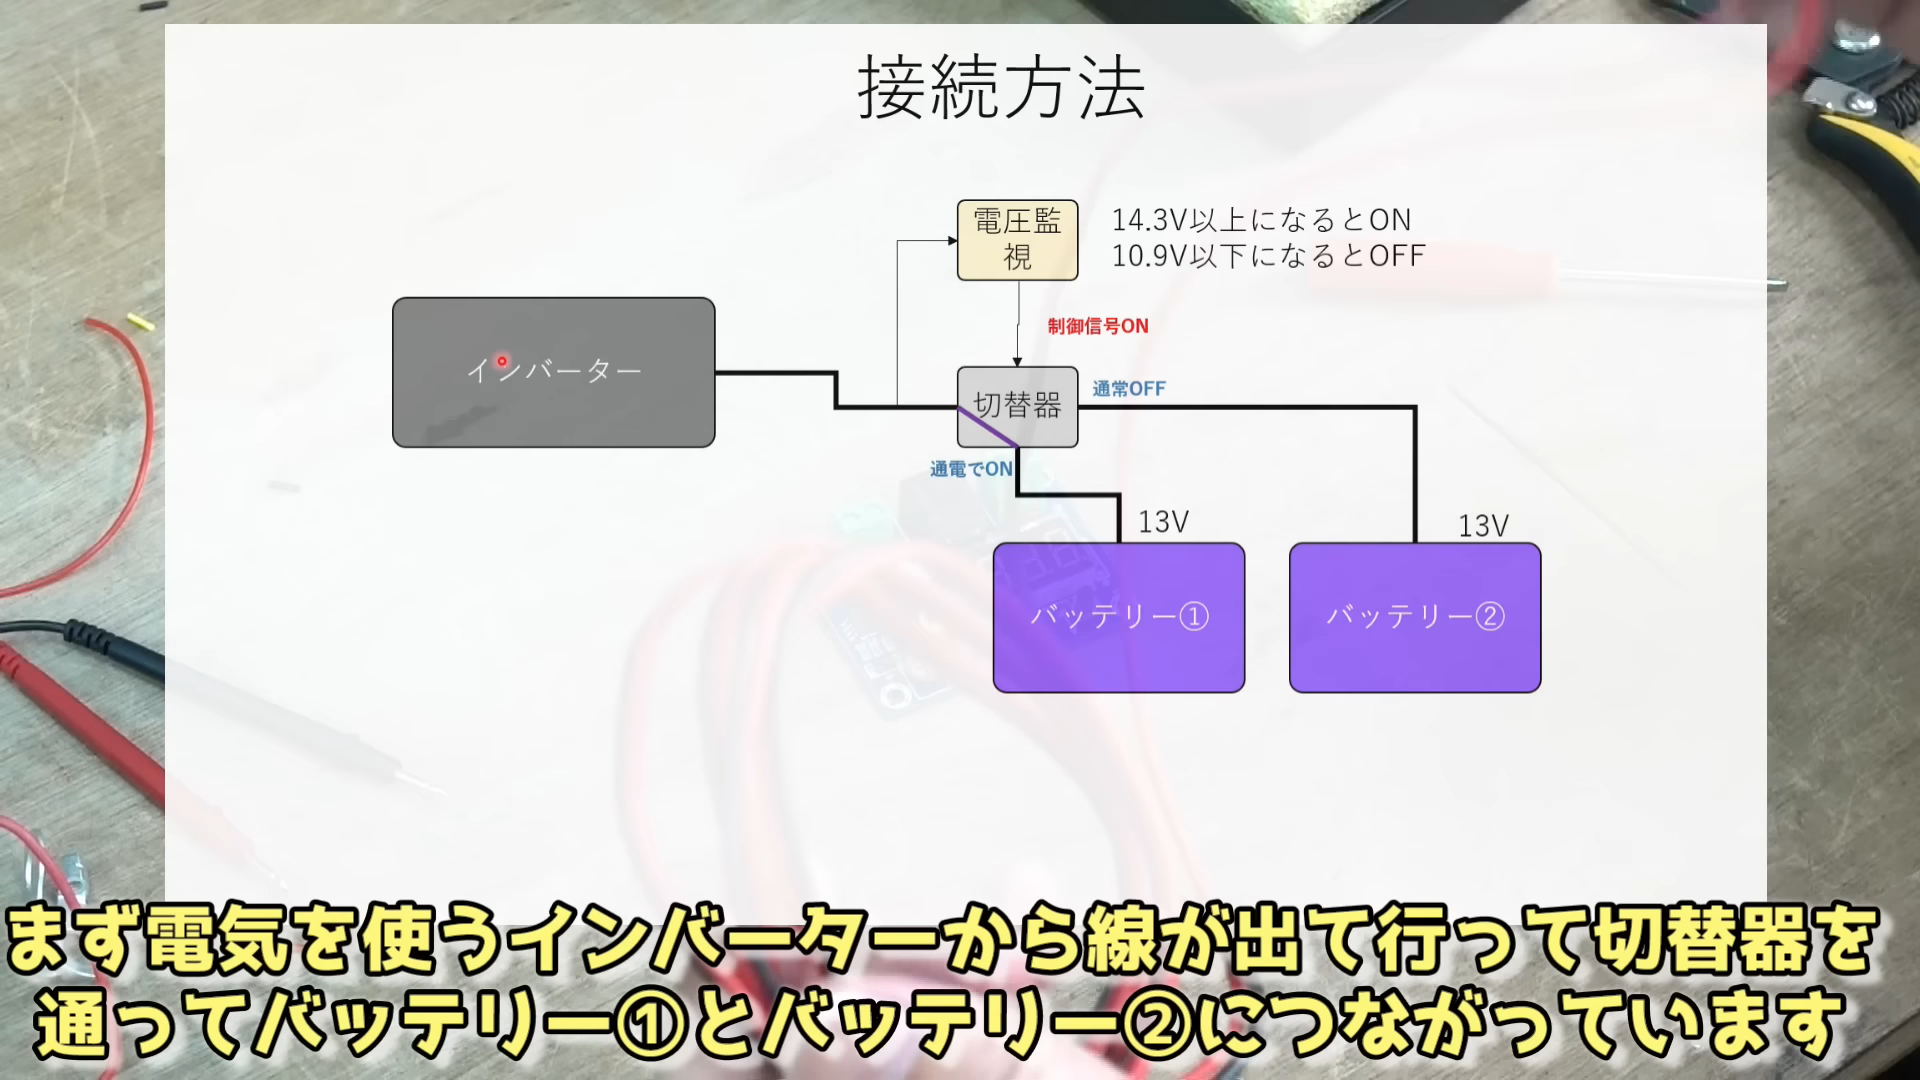 接続方法
電圧監
視
14.3V以上になるとON
10.9V以下になるとOFF
制御信号ON
インバーター
切替器
通常OFF
通電でON
13V
13V
バッテリー①
バッテリー②
まず電気を使うインバーターから線が出て行って切替器を
通ってバッテリー①とバッテリー②につながっています